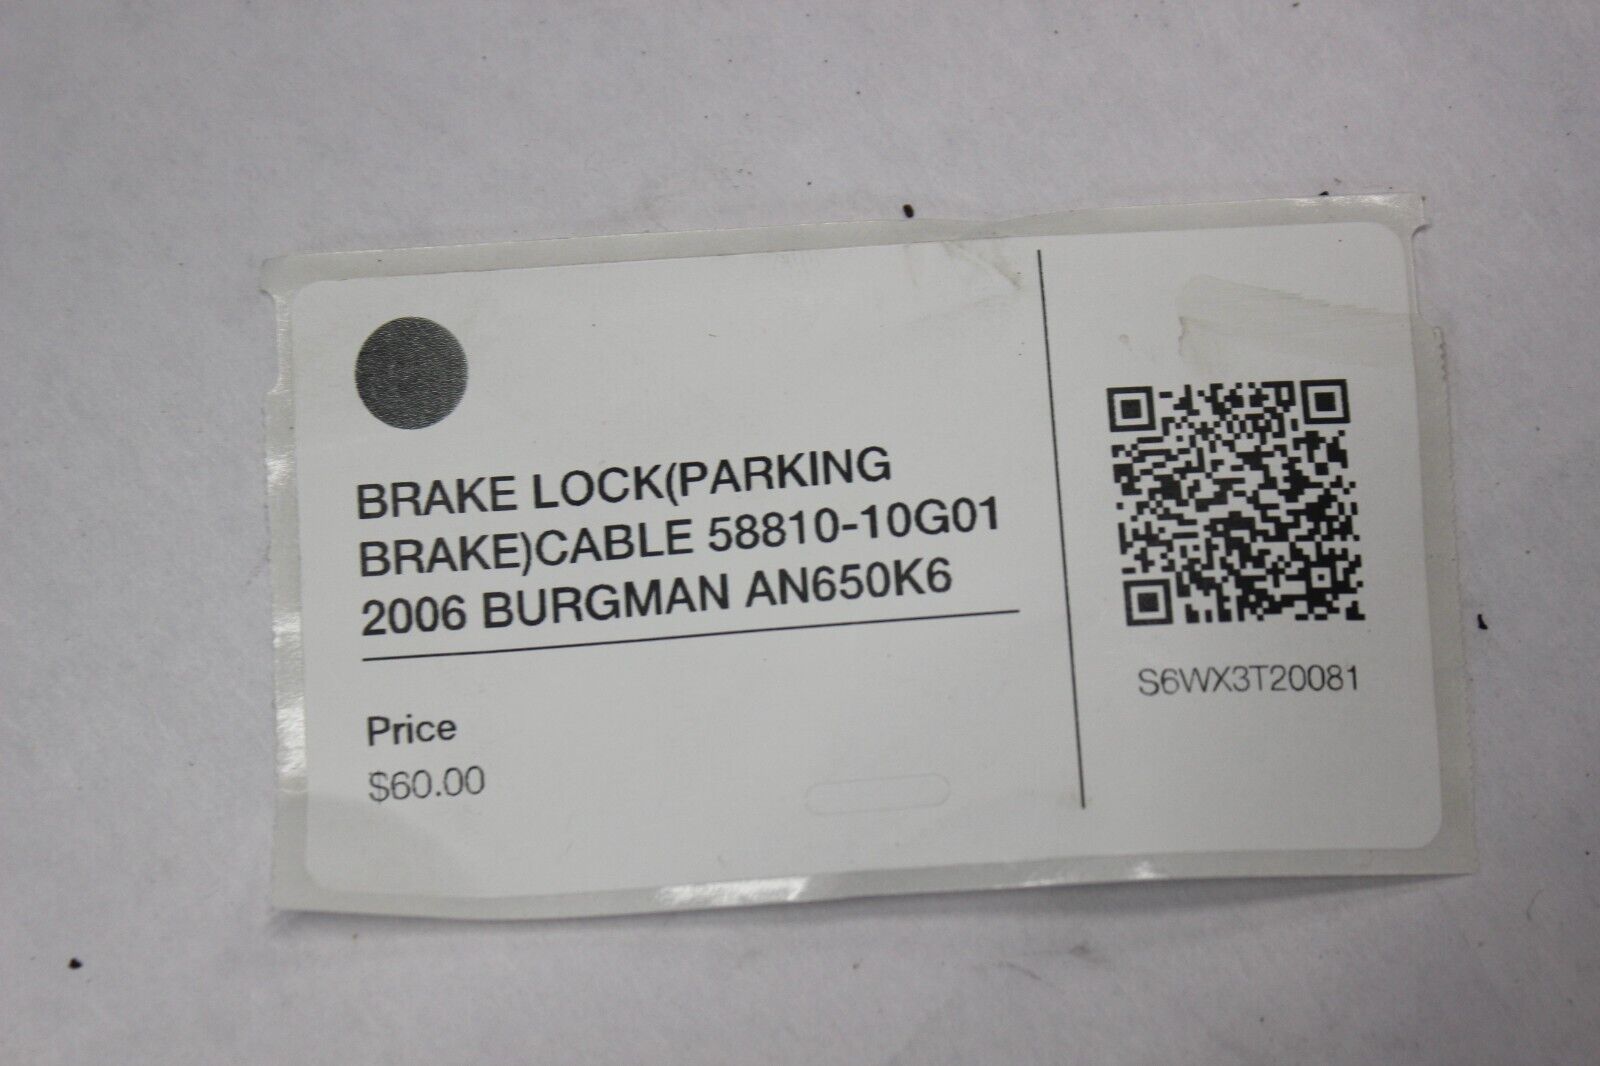 BRAKE LOCK(PARKING
BRAKE)CABLE 58810-10G01
2006 BURGMAN AN650K6
Price
$60.00
S6WX3T20081